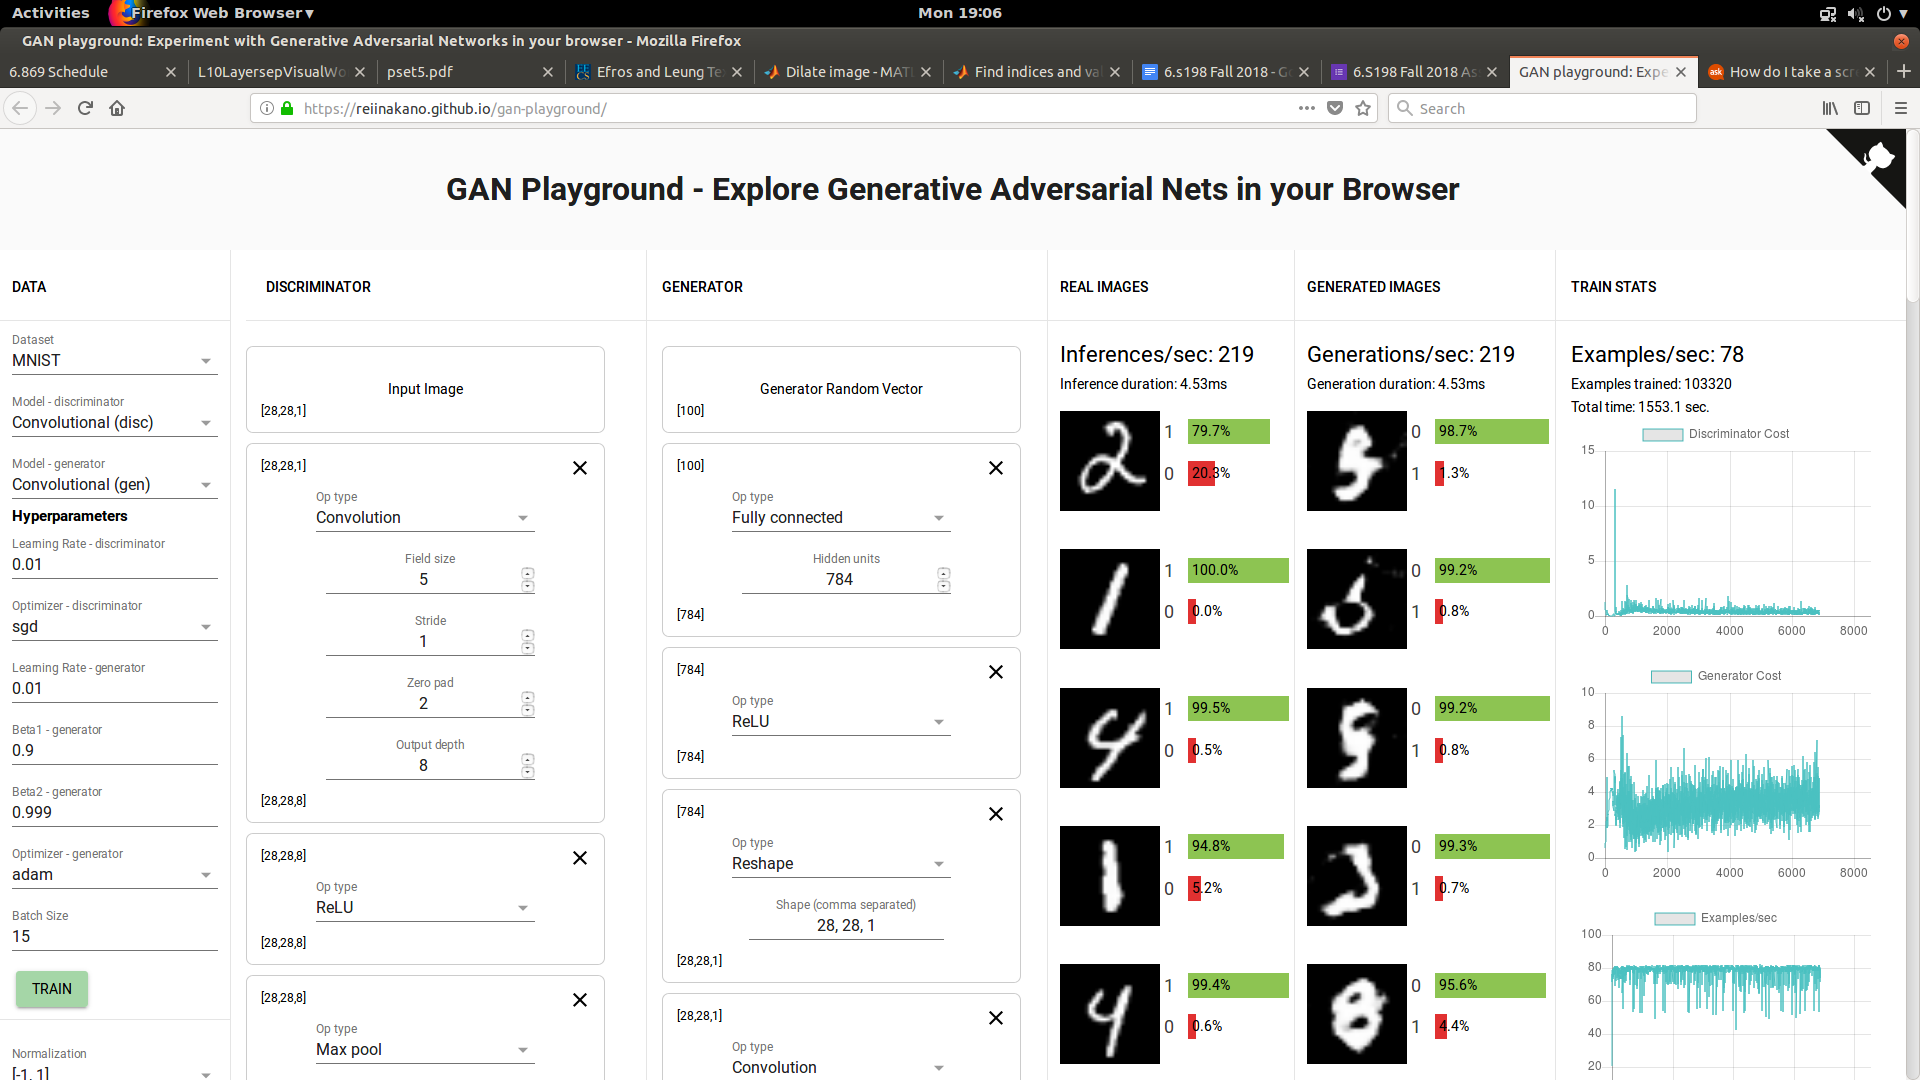 Activities
Firefox Web Browser
Mon 19:06
GAN playground: Experiment with Generative Adversarial Networks in your browser - Mozilla Firefox
6.869 Schedule
L10LayersepVisualWo
pset5.pdf
Efros and Leung Te
Dilate image - MATL
Find indices and va
6.s198 Fall 2018 - G
6.S198 Fall 2018 As
GAN playground: Expe
ask
How do I take a scr
https://reiinakano.github.io/gan-playground/
Search
GAN Playground - Explore Generative Adversarial Nets in your Browser
DATA
Dataset
MNIST
Model - discriminator
Convolutional (disc)
Model - generator
Convolutional (gen)
Hyperparameters
Learning Rate - discriminator
0.01
Optimizer - discriminator
sgd
Learning Rate - generator
0.01
Beta1 - generator
0.9
Beta2 - generator
0.999
Optimizer - generator
adam
Batch Size
15
TRAIN
Normalization
[-1, 1]
DISCRIMINATOR
Input Image
[28,28,1]
[28,28,1]
Op type
Convolution
Field size
5
Stride
1
Zero pad
2
Output depth
8
[28,28,8]
[28,28,8]
Op type
ReLU
[28,28,8]
[28,28,8]
Op type
Max pool
GENERATOR
Generator Random Vector
[100]
[100]
Op type
Fully connected
Hidden units
784
[784]
[784]
Op type
ReLU
[784]
[784]
Op type
Reshape
Shape (comma separated)
28, 28, 1
[28,28,1]
[28,28,1]
Op type
Convolution
REAL IMAGES
Inferences/sec: 219
Inference duration: 4.53ms
2
1 79.7%
0 20.3%
1
1 100.0%
0 0.0%
4
1 99.5%
0 0.5%
1
1 94.8%
0 5.2%
4
1 99.4%
0 0.6%
GENERATED IMAGES
Generations/sec: 219
Generation duration: 4.53ms
0 98.7%
1 1.3%
0 99.2%
1 0.8%
0 99.2%
1 0.8%
0 99.3%
1 0.7%
8
0 95.6%
1 4.4%
TRAIN STATS
Examples/sec: 78
Examples trained: 103320
Total time: 1553.1 sec.
Discriminator Cost
15
10
5
0
0 2000 4000 6000 8000
Generator Cost
10
8
6
4
2
0
0 2000 4000 6000 8000
Examples/sec
100
80
60
40
20